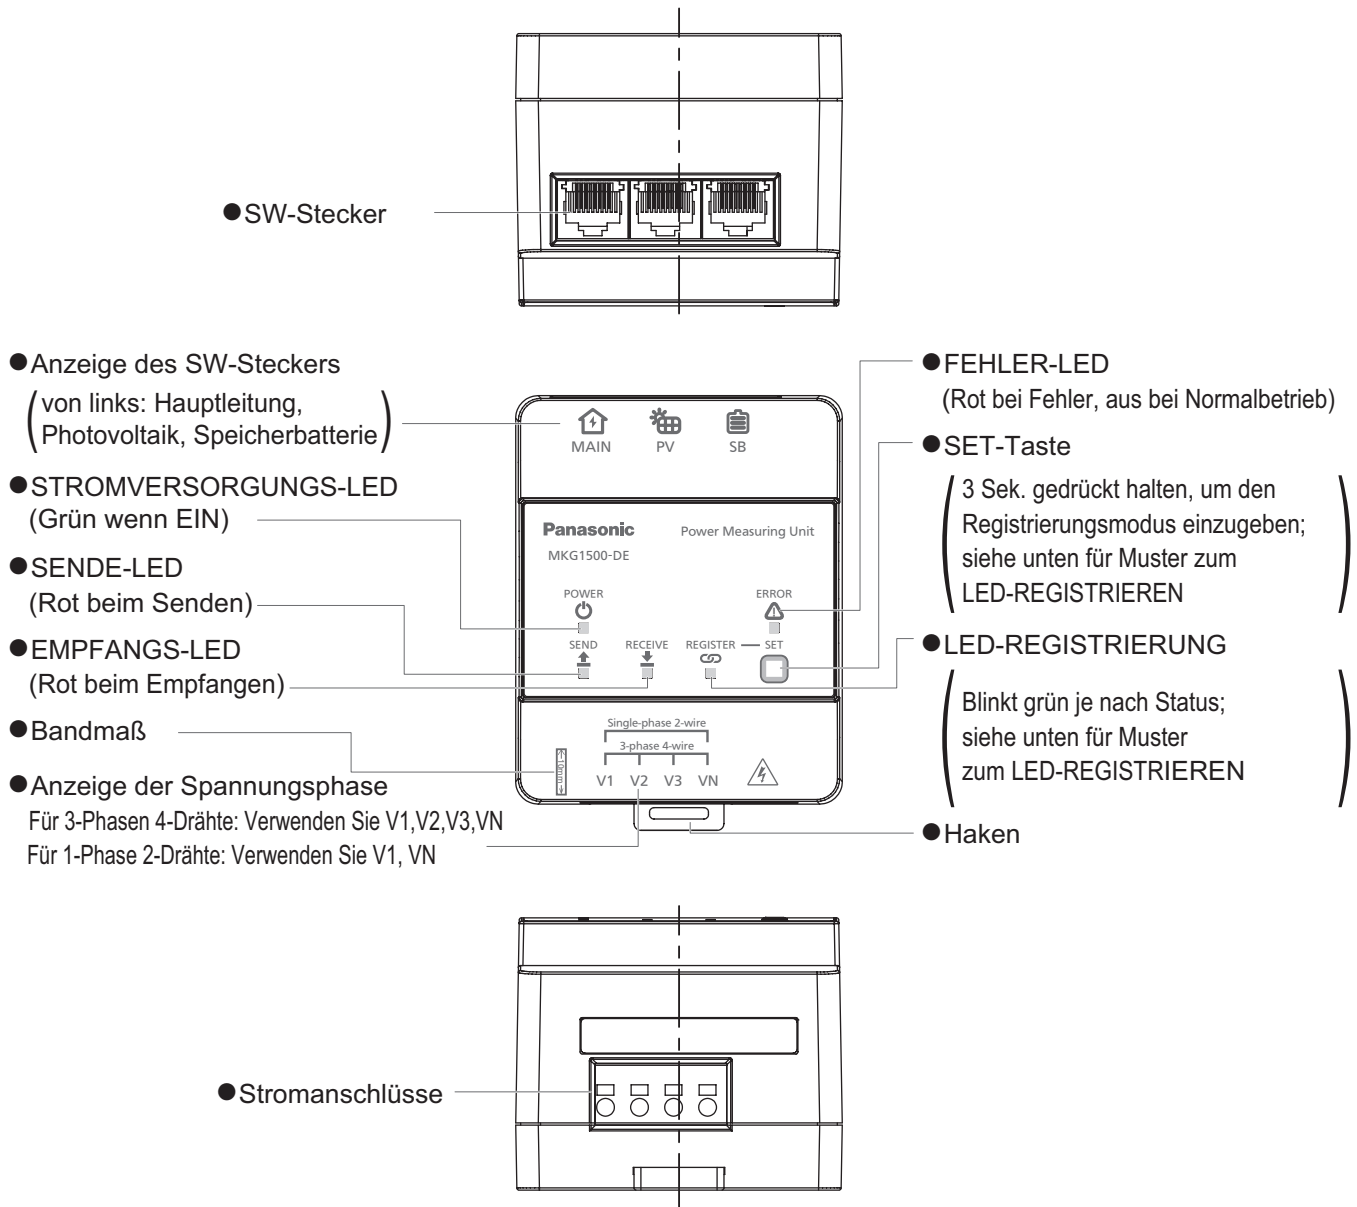 ●SW-Stecker
●Anzeige des SW-Steckers
(von links: Hauptleitung,
Photovoltaik, Speicherbatterie)
●STROMVERSORGUNGS-LED
(Grün wenn EIN)
●SENDE-LED
(Rot beim Senden)
●EMPFANGS-LED
(Rot beim Empfangen)
●Bandmaß
●Anzeige der Spannungsphase
Für 3-Phasen 4-Drähte: Verwenden Sie V1,V2,V3,VN
Für 1-Phase 2-Drähte: Verwenden Sie V1, VN
MAIN PV SB
Panasonic Power Measuring Unit
MKG1500-DE
POWER ERROR
SEND RECEIVE REGISTER SET
Single-phase 2-wire
3-phase 4-wire
10mm
V1 V2 V3 VN
●FEHLER-LED
(Rot bei Fehler, aus bei Normalbetrieb)
●SET-Taste
(3 Sek. gedrückt halten, um den
Registrierungsmodus einzugeben;
siehe unten für Muster zum
LED-REGISTRIEREN)
●LED-REGISTRIERUNG
(Blinkt grün je nach Status;
siehe unten für Muster
zum LED-REGISTRIEREN)
●Haken
●Stromanschlüsse